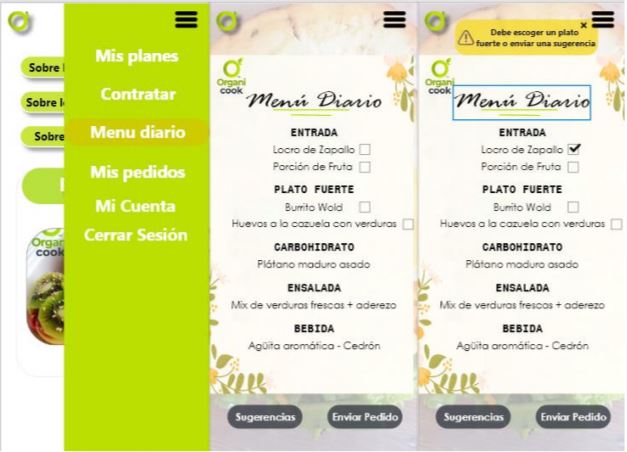 Sobre
Sobre
Sobre
Organi
cook
Mis planes
Contratar
Menu diario
Mis pedidos
Mi Cuenta
Cerrar Sesión
Organi
cook
Menú Diario
ENTRADA
Locro de Zapallo
Porción de Fruta
PLATO FUERTE
Burrito Wold
Huevos a la cazuela con verduras
CARBOHIDRATO
Plátano maduro asado
ENSALADA
Mix de verduras frescas + aderezo
BEBIDA
Agüita aromática - Cedrón
Sugerencias
Enviar Pedido
Debe escoger un plato
fuerte o enviar una sugerencia
Organi
cook
Menú Diario
ENTRADA
Locro de Zapallo
Porción de Fruta
PLATO FUERTE
Burrito Wold
Huevos a la cazuela con verduras
CARBOHIDRATO
Plátano maduro asado
ENSALADA
Mix de verduras frescas + aderezo
BEBIDA
Agüita aromática - Cedrón
Sugerencias
Enviar Pedido